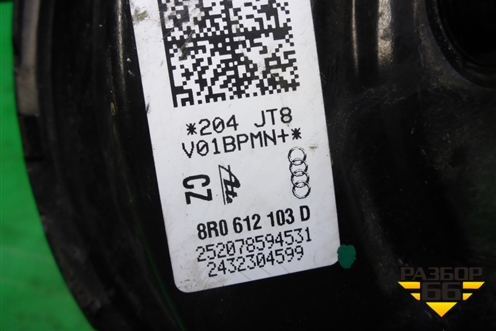 *204 JT8
V01BPMN+*
CZ
8R0 612 103 D
252078594531
2432304599
РАЗБОР
66